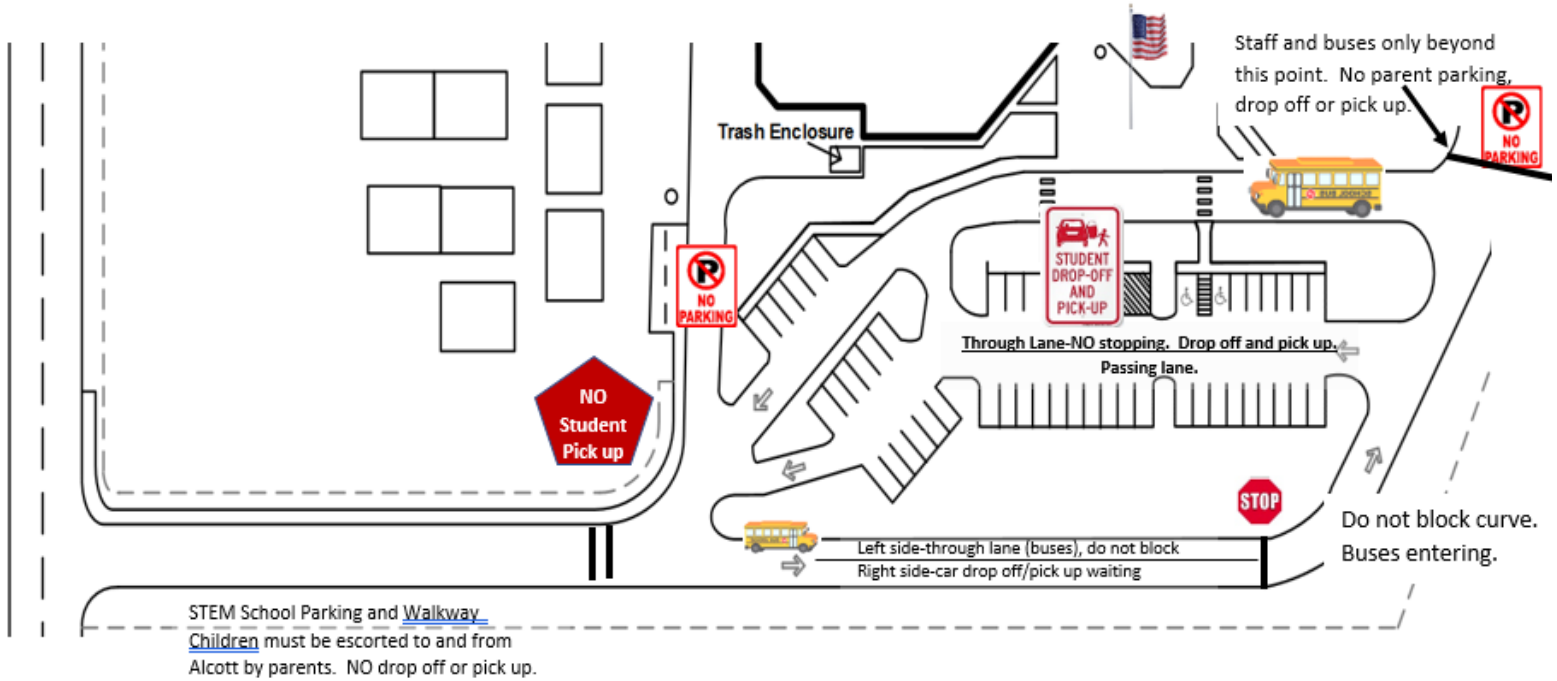 Staff and buses only beyond
this point. No parent parking,
drop off or pick up.
P
NO
PARKING
Trash Enclosure
SCHOOL BUS
STUDENT
DROP-OFF
AND
PICK-UP
P
NO
PARKING
Through Lane-NO stopping. Drop off and pick up.
Passing lane.
NO
Student
Pick up
STOP
Do not block curve.
Buses entering.
Left side-through lane (buses), do not block
Right side-car drop off/pick up waiting
STEM School Parking and Walkway
Children must be escorted to and from
Alcott by parents. NO drop off or pick up.